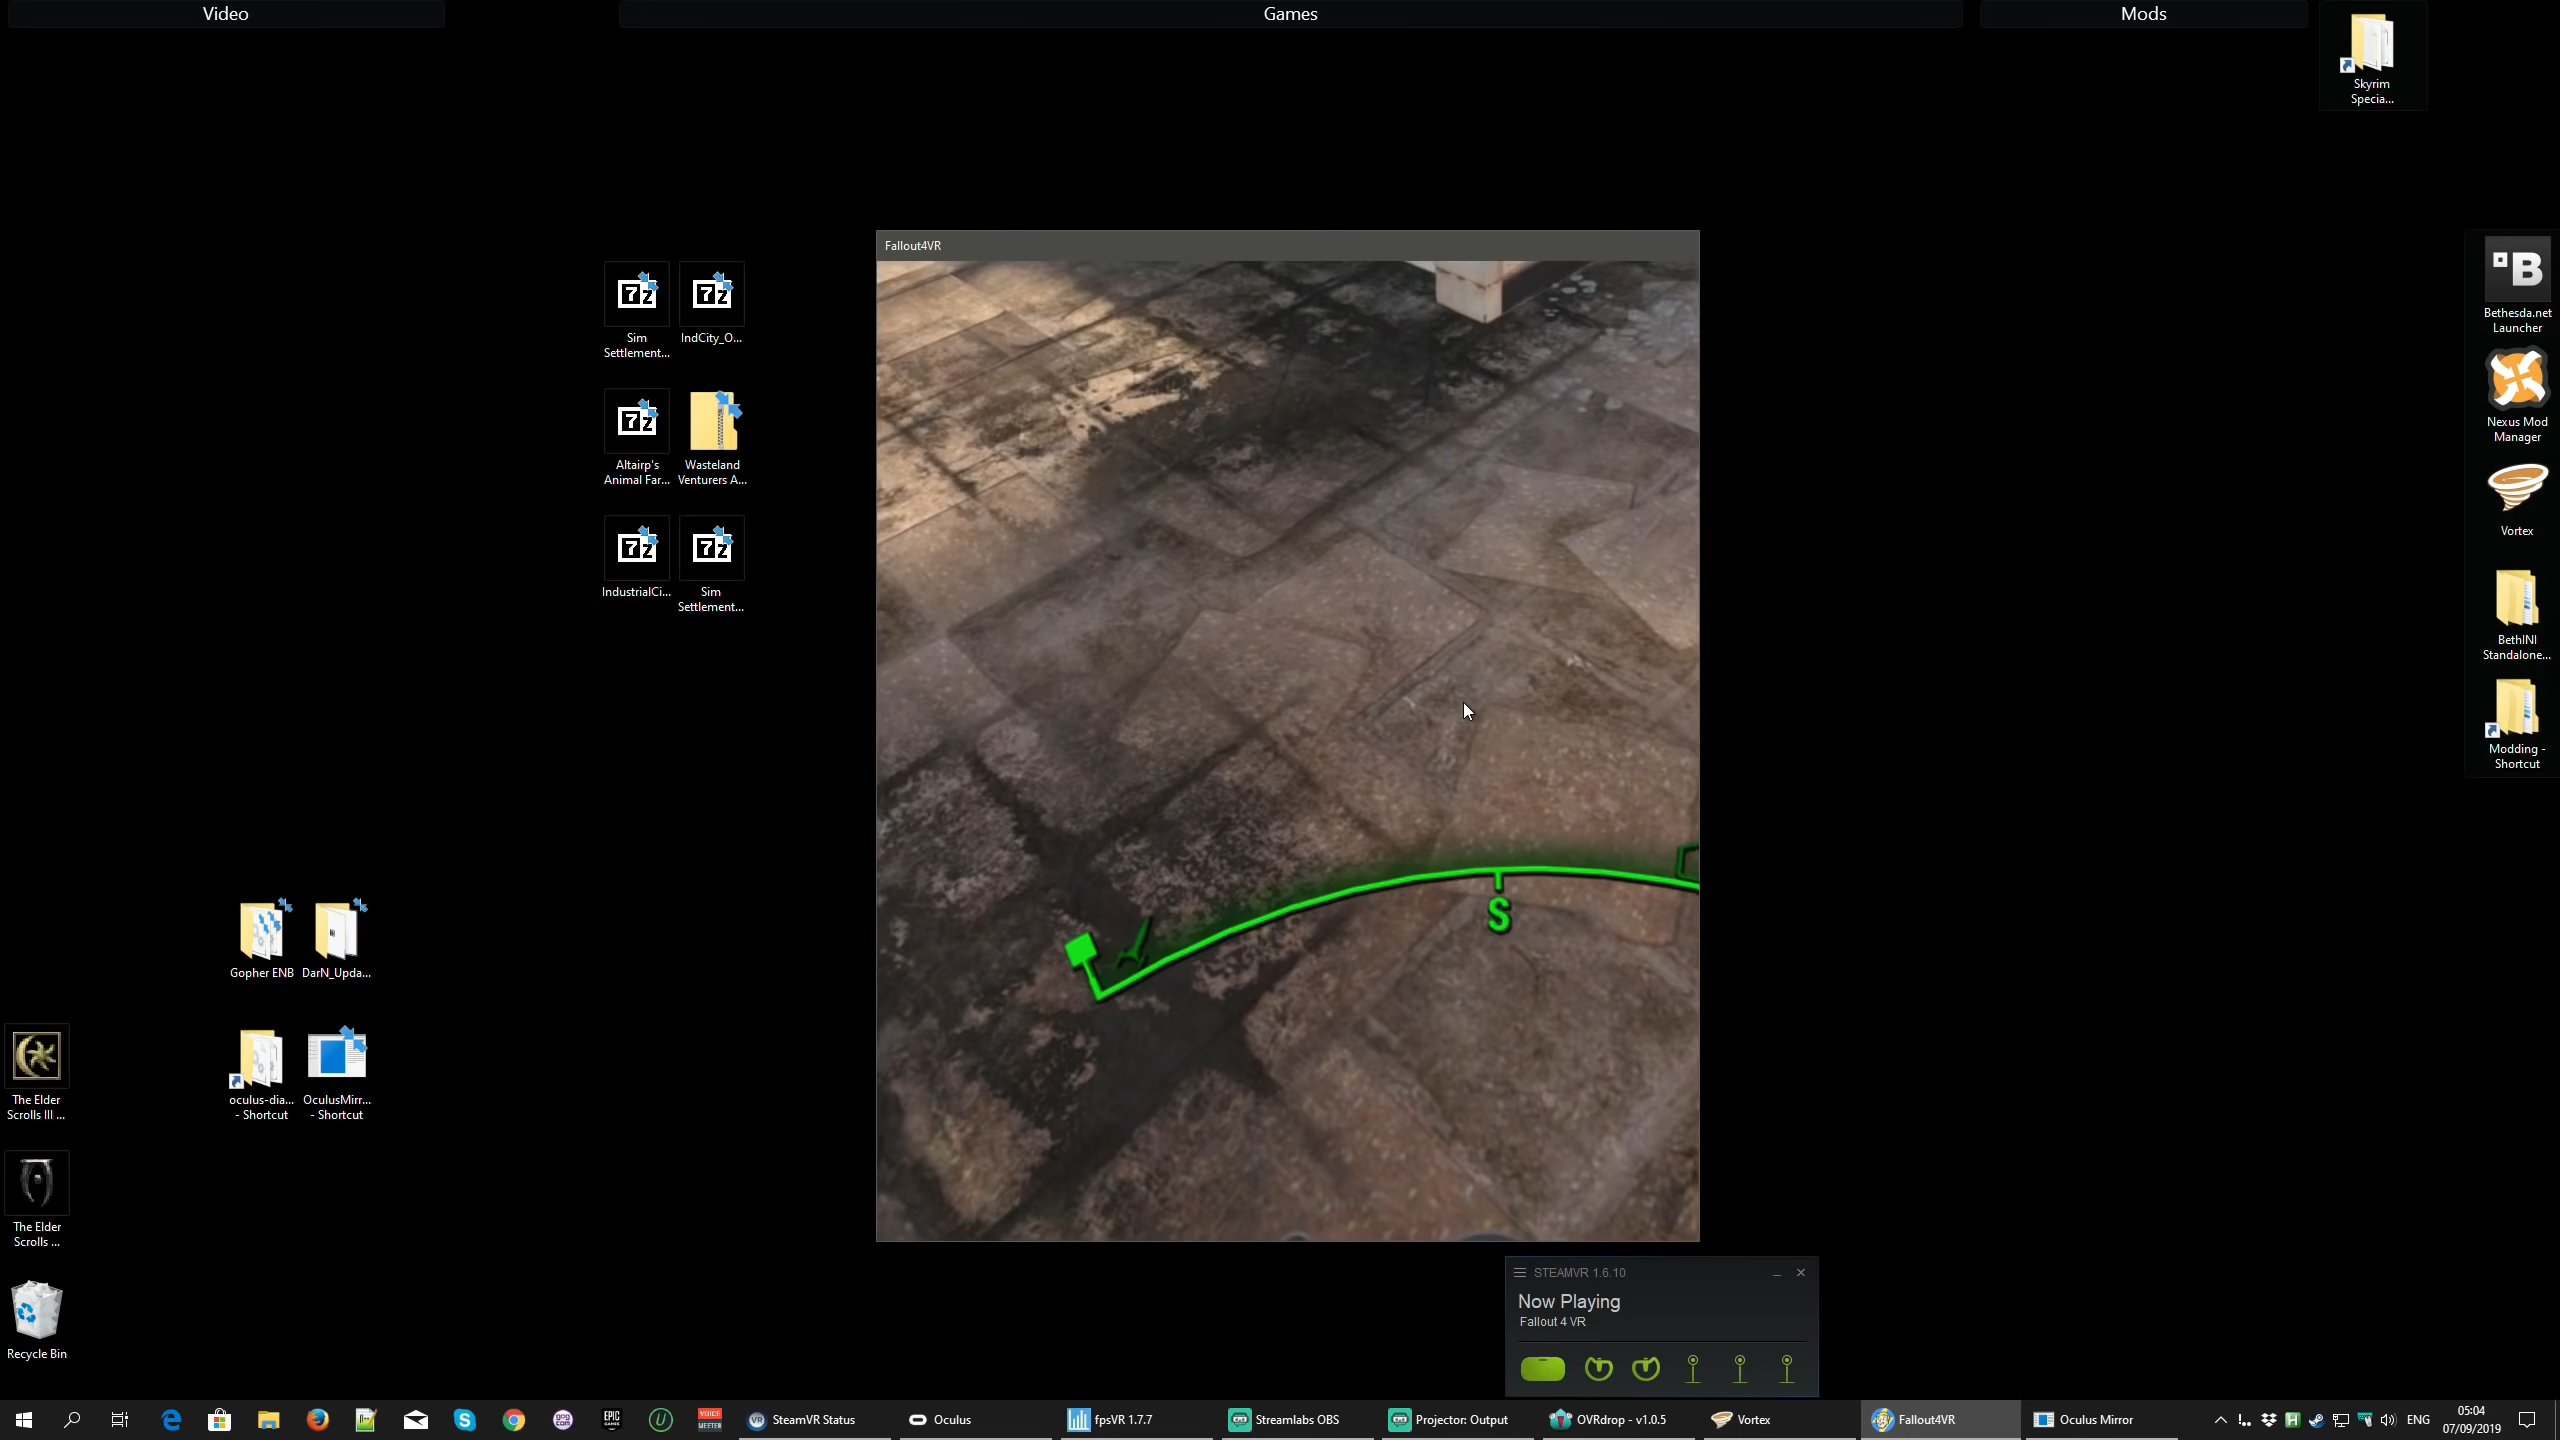 Video
Games
Mods
Skyrim
Specia...
Fallout4VR
Sim
Settlement...
IndCity_O...
Altairp's
Animal Far...
Wasteland
Venturers A...
IndustrialCi...
Sim
Settlement...
Bethesda.net
Launcher
Nexus Mod
Manager
Vortex
BethINI
Standalone...
Modding -
Shortcut
S
Gopher ENB
DarN_Upda...
oculus-dia...
- Shortcut
OculusMirr...
- Shortcut
The Elder
Scrolls III ...
The Elder
Scrolls ...
Recycle Bin
STEAMVR 1.6.10
Now Playing
Fallout 4 VR
SteamVR Status
Oculus
fpsVR 1.7.7
Streamlabs OBS
Projector: Output
OVRdrop - v1.0.5
Vortex
Fallout4VR
Oculus Mirror
ENG
05:04
07/09/2019